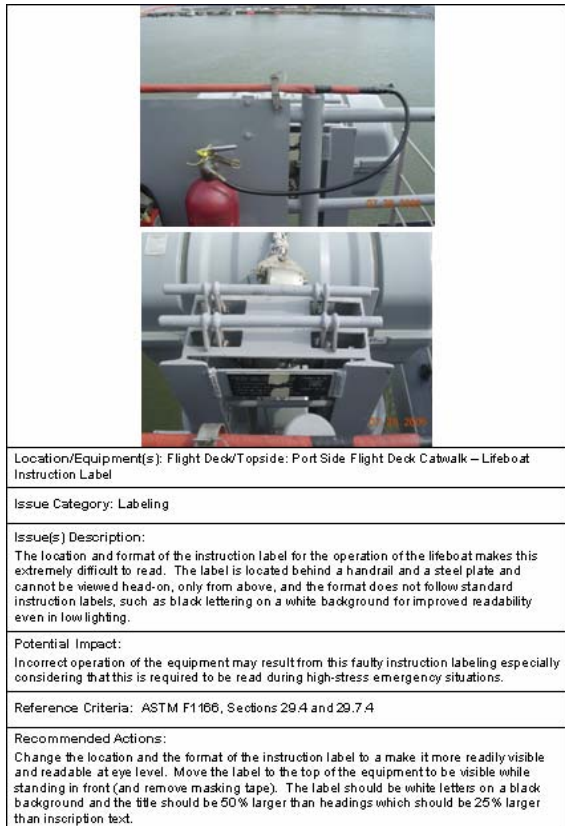 Location/Equipment(s): Flight Deck/Topside: Port Side Flight Deck Catwalk – Lifeboat
Instruction Label
Issue Category: Labeling
Issue(s) Description:
The location and format of the instruction label for the operation of the lifeboat makes this
extremely difficult to read. The label is located behind a handrail and a steel plate and
cannot be viewed head-on, only from above, and the format does not follow standard
instruction labels, such as black lettering on a white background for improved readability
even in low lighting.
Potential Impact:
Incorrect operation of the equipment may result from this faulty instruction labeling especially
considering that this is required to be read during high-stress emergency situations.
Reference Criteria: ASTM F1166, Sections 29.4 and 29.7.4
Recommended Actions:
Change the location and the format of the instruction label to a make it more readily visible
and readable at eye level. Move the label to the top of the equipment to be visible while
standing in front (and remove masking tape). The label should be white letters on a black
background and the title should be 50% larger than headings which should be 25% larger
than inscription text.